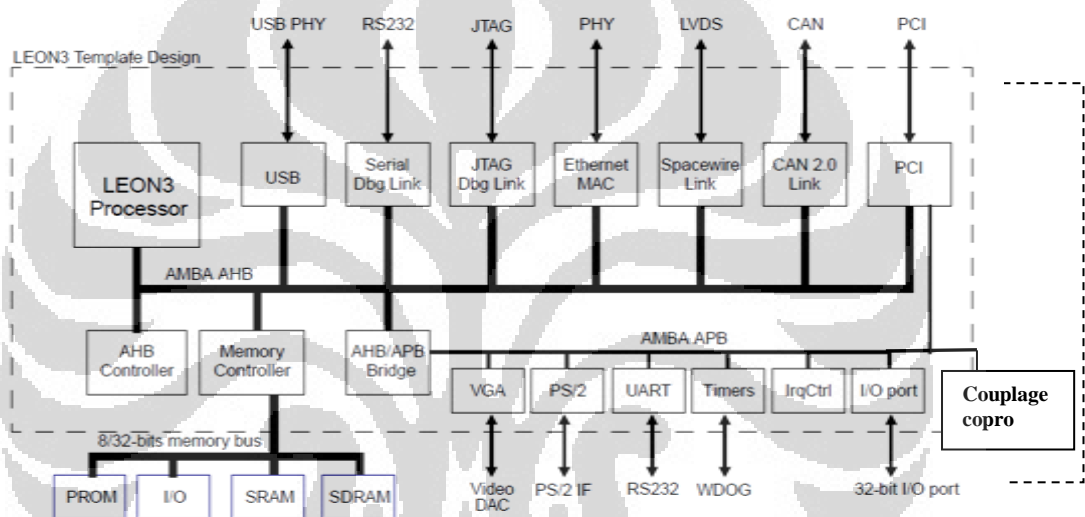 USB PHY RS232 JTAG PHY LVDS CAN PCI
LEON3 Template Design
LEON3
Processor
USB
Serial
Dbg Link
JTAG
Dbg Link
Ethernet
MAC
Spacewire
Link
CAN 2.0
Link
PCI
AMBA AHB
AHB
Controller
Memory
Controller
AHB/APB
Bridge
AMBA APB
VGA
PS/2
UART
Timers
IrqCtrl
I/O port
Couplage
copro
8/32-bits memory bus
PROM
I/O
SRAM
SDRAM
Video
DAC
PS/2 IF
RS232
WDOG
32-bit I/O port